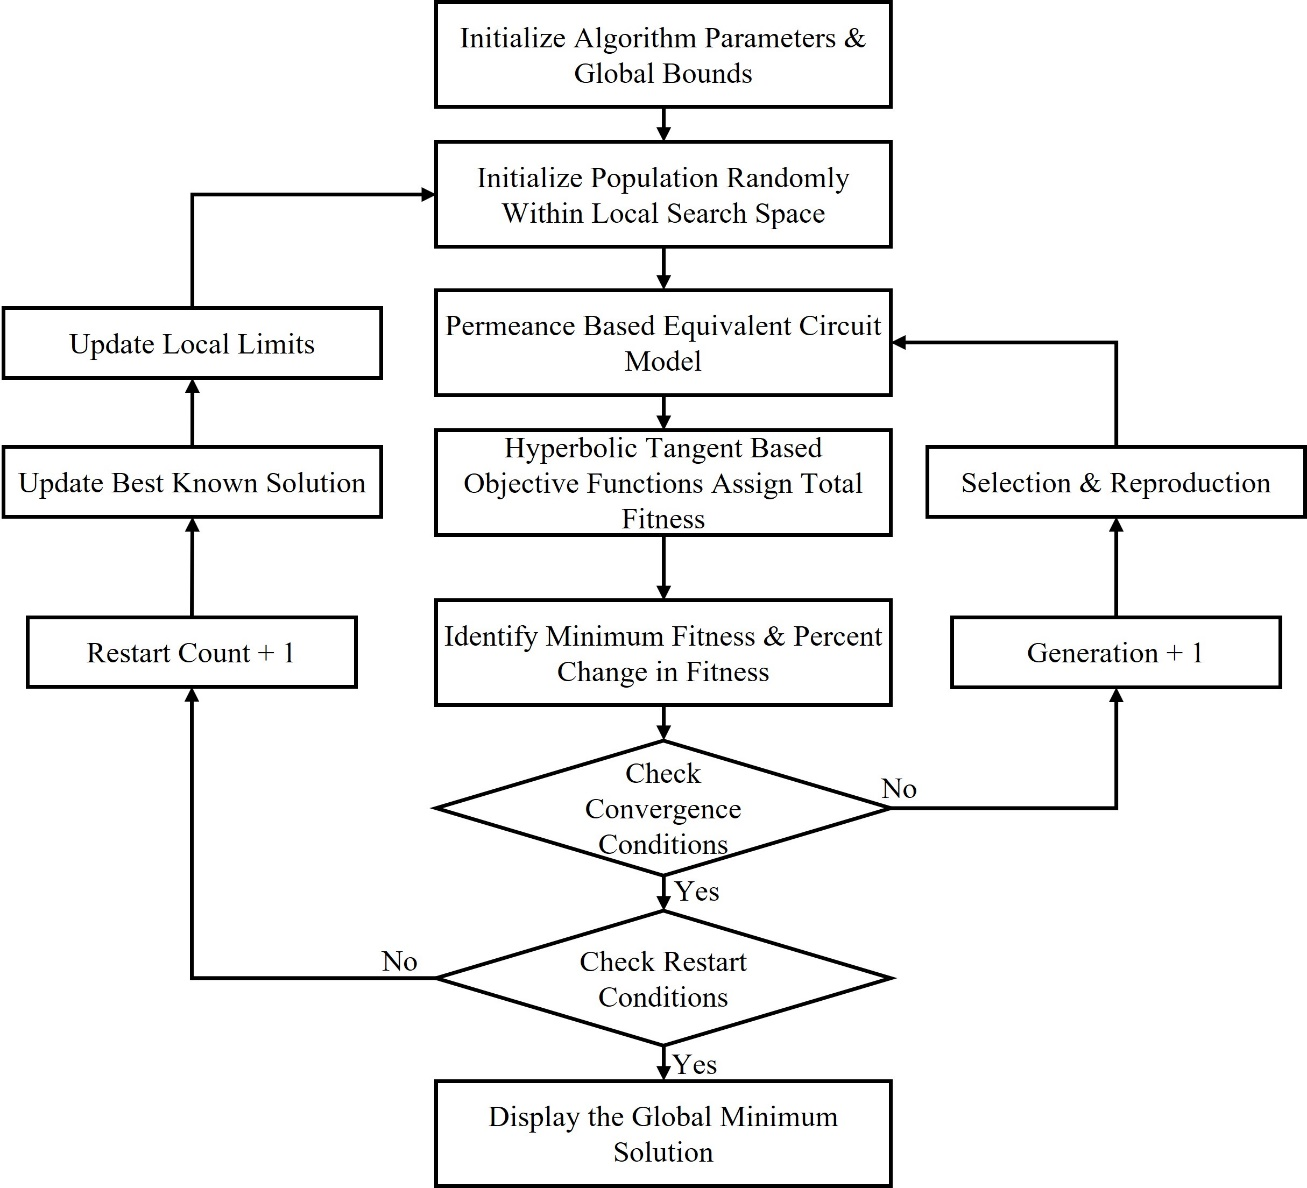 Initialize Algorithm Parameters &
Global Bounds
Initialize Population Randomly
Within Local Search Space
Permeance Based Equivalent Circuit
Model
Hyperbolic Tangent Based
Objective Functions Assign Total
Fitness
Identify Minimum Fitness & Percent
Change in Fitness
Check
Convergence
Conditions
No
Generation + 1
Selection & Reproduction
Yes
Check Restart
Conditions
No
Restart Count + 1
Update Best Known Solution
Update Local Limits
Yes
Display the Global Minimum
Solution